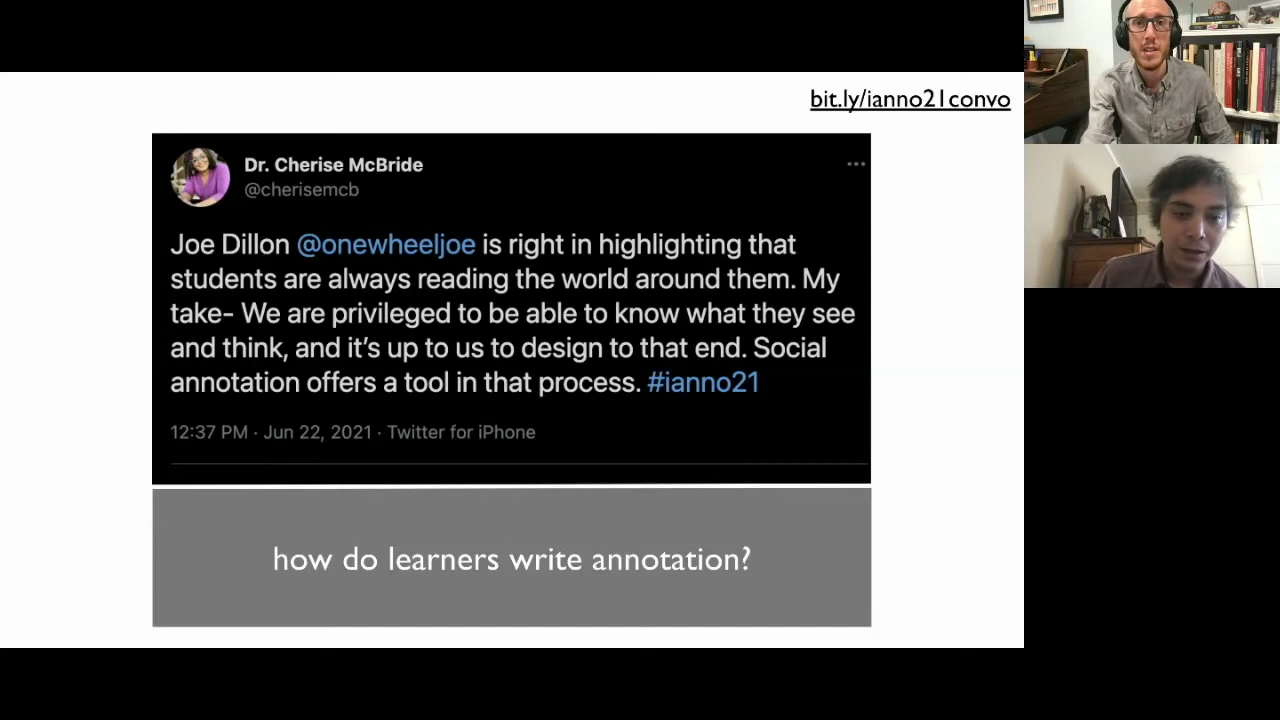 bit.ly/ianno21convo
Dr. Cherise McBride
@cherisemcb
Joe Dillon @onewheeljoe is right in highlighting that
students are always reading the world around them. My
take- We are privileged to be able to know what they see
and think, and it’s up to us to design to that end. Social
annotation offers a tool in that process. #ianno21
12:37 PM · Jun 22, 2021 · Twitter for iPhone
how do learners write annotation?